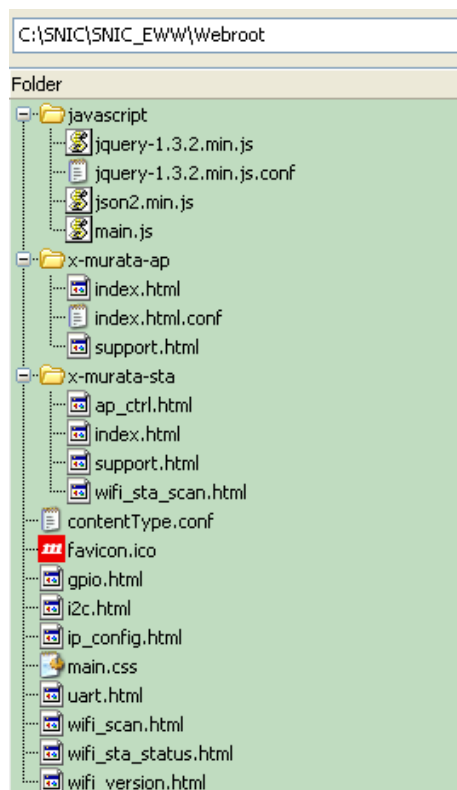 C:\SNIC\SNIC_EWW\Webroot
Folder
javascript
jquery-1.3.2.min.js
jquery-1.3.2.min.js.conf
json2.min.js
main.js
x-murata-ap
index.html
index.html.conf
support.html
x-murata-sta
ap_ctrl.html
index.html
support.html
wifi_sta_scan.html
contentType.conf
favicon.ico
gpio.html
i2c.html
ip_config.html
main.css
uart.html
wifi_scan.html
wifi_sta_status.html
wifi_version.html